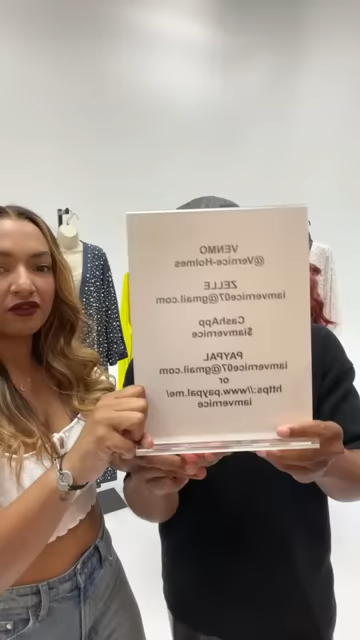 VENMO
@Vernice-Holmes
ZELLE
iamvernice07@gmail.com
CashApp
$iamvernice
PAYPAL
iamvernice07@gmail.com
or
https://www.paypal.me/
iamvernice